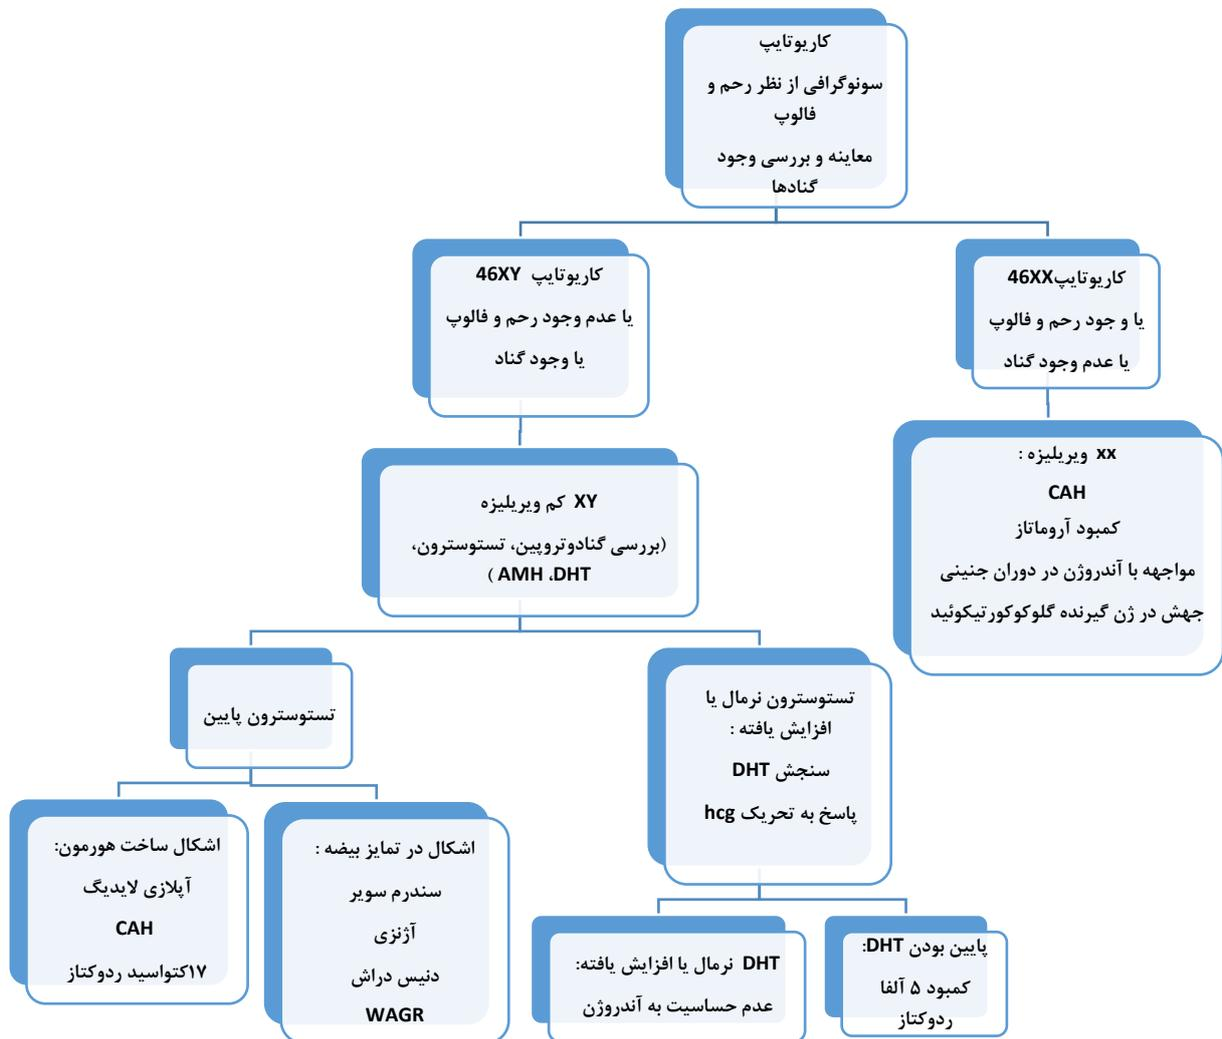 کاریوتایپ
سونوگرافی از نظر رحم و
فالوپ
معاینه و بررسی وجود
گنادها
کاریوتایپ46XX
یا و جود رحم و فالوپ
یا عدم وجود گناد
xx ویریلیزه :
CAH
کمبود آروماتاز
مواجهه با آندروژن در دوران جنینی
جهش در ژن گیرنده گلوکوکورتیکوئید
کاریوتایپ 46XY
یا عدم وجود رحم و فالوپ
یا وجود گناد
XY کم ویریلیزه
(بررسی گنادوتروپین، تستوسترون،
AMH ،DHT )
تستوسترون نرمال یا
افزایش یافته :
سنجش DHT
پاسخ به تحریک hcg
پایین بودن DHT:
کمبود ۵ آلفا
ردوکتاز
DHT نرمال یا افزایش یافته:
عدم حساسیت به آندروژن
تستوسترون پایین
اشکال در تمایز بیضه :
سندرم سویر
آژنزی
دنیس دراش
WAGR
اشکال ساخت هورمون:
آپلازی لایدیگ
CAH
۱۷کتواسید ردوکتاز